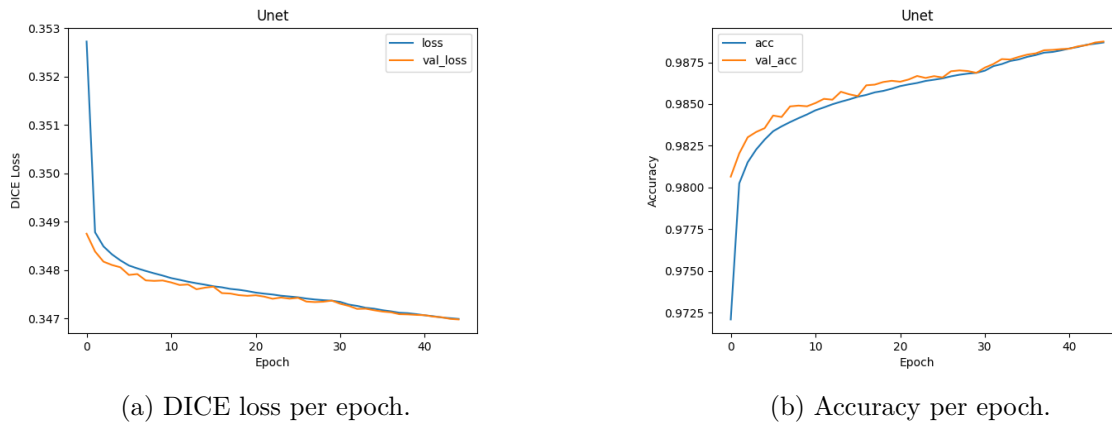 Unet
0.353
0.352
0.351
0.350
0.349
0.348
0.347
DICE Loss
loss
val_loss
0 10 20 30 40
Epoch
(a) DICE loss per epoch.
Unet
0.9875
0.9850
0.9825
0.9800
0.9775
0.9750
0.9725
Accuracy
acc
val_acc
0 10 20 30 40
Epoch
(b) Accuracy per epoch.